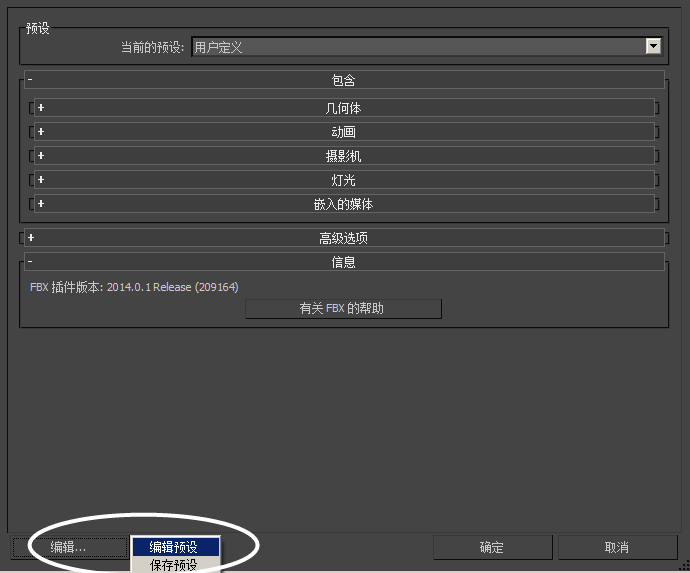 预设
当前的预设: 用户定义
- 包含
+ 几何体
+ 动画
+ 摄影机
+ 灯光
+ 嵌入的媒体
+ 高级选项
- 信息
FBX 插件版本: 2014.0.1 Release (209164)
有关 FBX 的帮助
编辑... 编辑预设 确定 取消
保存预设